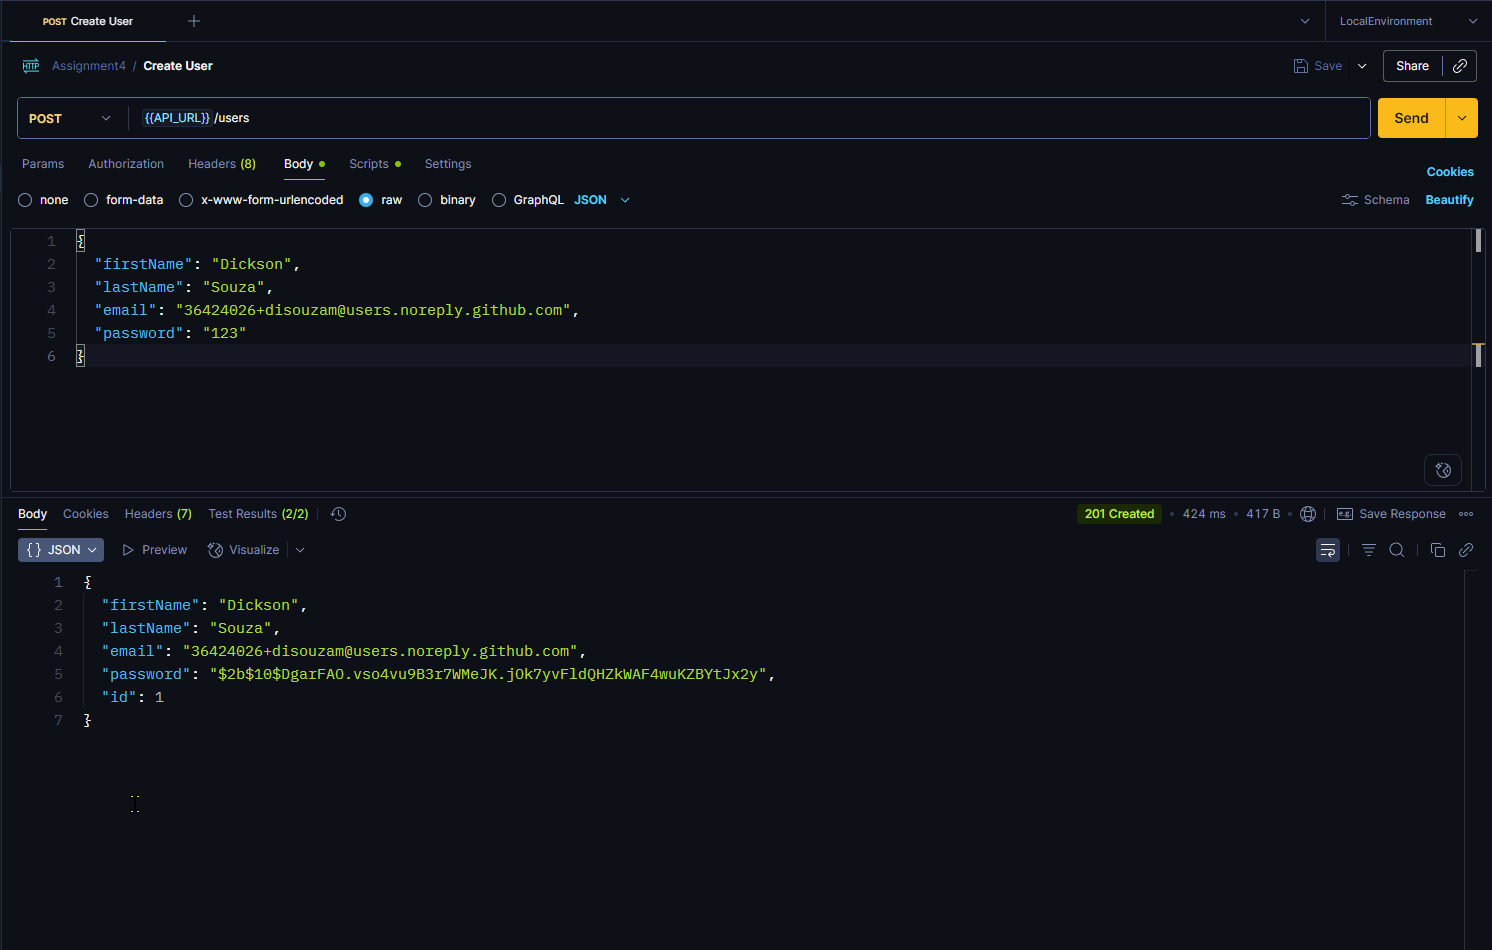 POST Create User
LocalEnvironment
HTTP Assignment4 / Create User
Save
Share
POST
{{API_URL}} /users
Send
Params Authorization Headers (8) Body Scripts Settings
Cookies
none form-data x-www-form-urlencoded raw binary GraphQL JSON
Schema Beautify
1 {
2 "firstName": "Dickson",
3 "lastName": "Souza",
4 "email": "36424026+disouzam@users.noreply.github.com",
5 "password": "123"
6 }
Body Cookies Headers (7) Test Results (2/2)
201 Created • 424 ms • 417 B •
e.g. Save Response
{} JSON Preview Visualize
1 {
2 "firstName": "Dickson",
3 "lastName": "Souza",
4 "email": "36424026+disouzam@users.noreply.github.com",
5 "password": "$2b$10$DgarFAO.vso4vu9B3r7WMeJK.jOk7yvFldQHZkWAF4wuKZBYtJx2y",
6 "id": 1
7 }